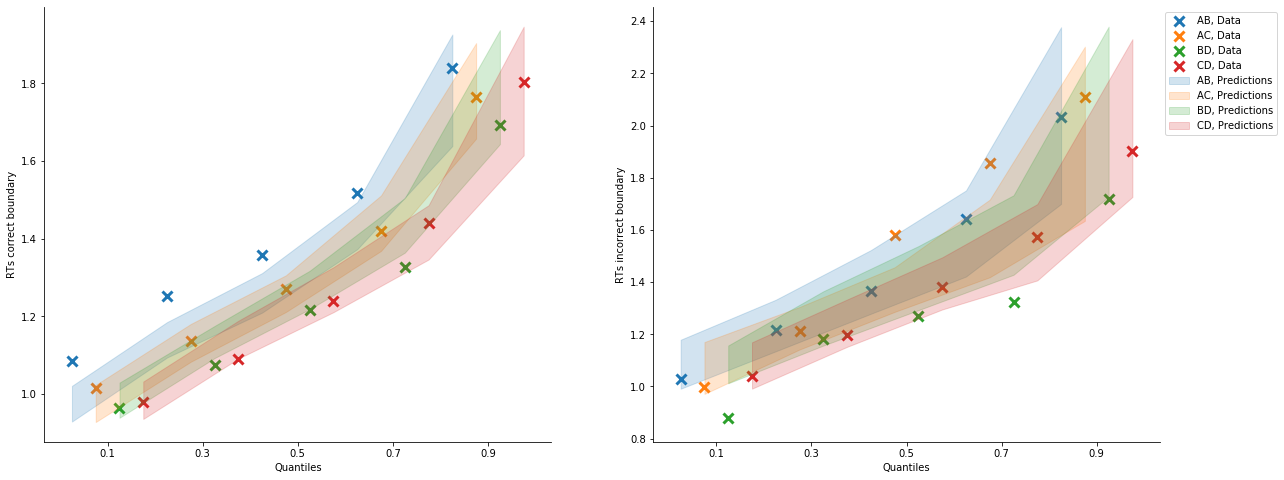 RTs correct boundary
1.8
1.6
1.4
1.2
1.0
0.1 0.3 0.5 0.7 0.9
Quantiles
RTs incorrect boundary
2.4
2.2
2.0
1.8
1.6
1.4
1.2
1.0
0.8
0.1 0.3 0.5 0.7 0.9
Quantiles
AB, Data
AC, Data
BD, Data
CD, Data
AB, Predictions
AC, Predictions
BD, Predictions
CD, Predictions